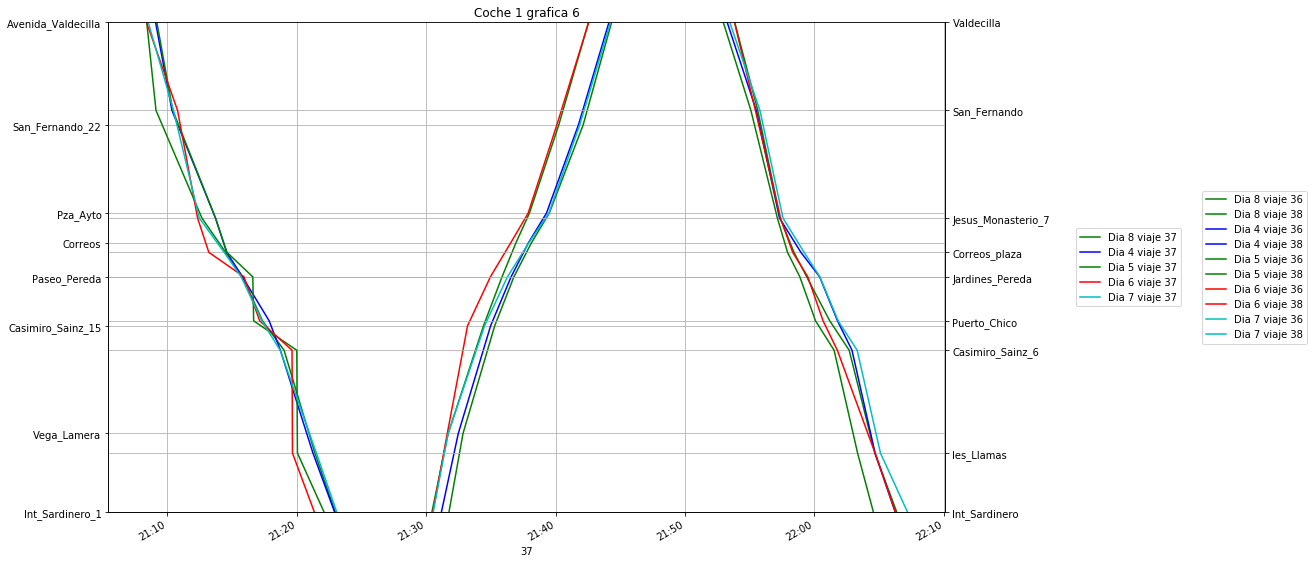 Coche 1 grafica 6
Avenida_Valdecilla
San_Fernando_22
Pza_Ayto
Correos
Paseo_Pereda
Casimiro_Sainz_15
Vega_Lamera
Int_Sardinero_1
Valdecilla
San_Fernando
Jesus_Monasterio_7
Correos_plaza
Jardines_Pereda
Puerto_Chico
Casimiro_Sainz_6
Ies_Llamas
Int_Sardinero
21:10
21:20
21:30
21:40
21:50
22:00
22:10
37
Dia 8 viaje 37
Dia 4 viaje 37
Dia 5 viaje 37
Dia 6 viaje 37
Dia 7 viaje 37
Dia 8 viaje 36
Dia 8 viaje 38
Dia 4 viaje 36
Dia 4 viaje 38
Dia 5 viaje 36
Dia 5 viaje 38
Dia 6 viaje 36
Dia 6 viaje 38
Dia 7 viaje 36
Dia 7 viaje 38